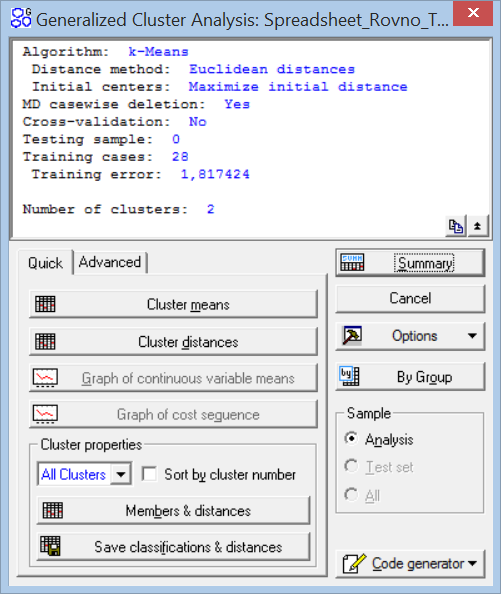 Generalized Cluster Analysis: Spreadsheet_Rovno_T...
Algorithm: k-Means
Distance method: Euclidean distances
Initial centers: Maximize initial distance
MD casewise deletion: Yes
Cross-validation: No
Testing sample: 0
Training cases: 28
Training error: 1,817424
Number of clusters: 2
Quick
Advanced
Summary
Cluster means
Cancel
Cluster distances
Options
Graph of continuous variable means
By Group
Graph of cost sequence
Sample
Cluster properties
Analysis
All Clusters
Sort by cluster number
Test set
All
Members & distances
Save classifications & distances
Code generator